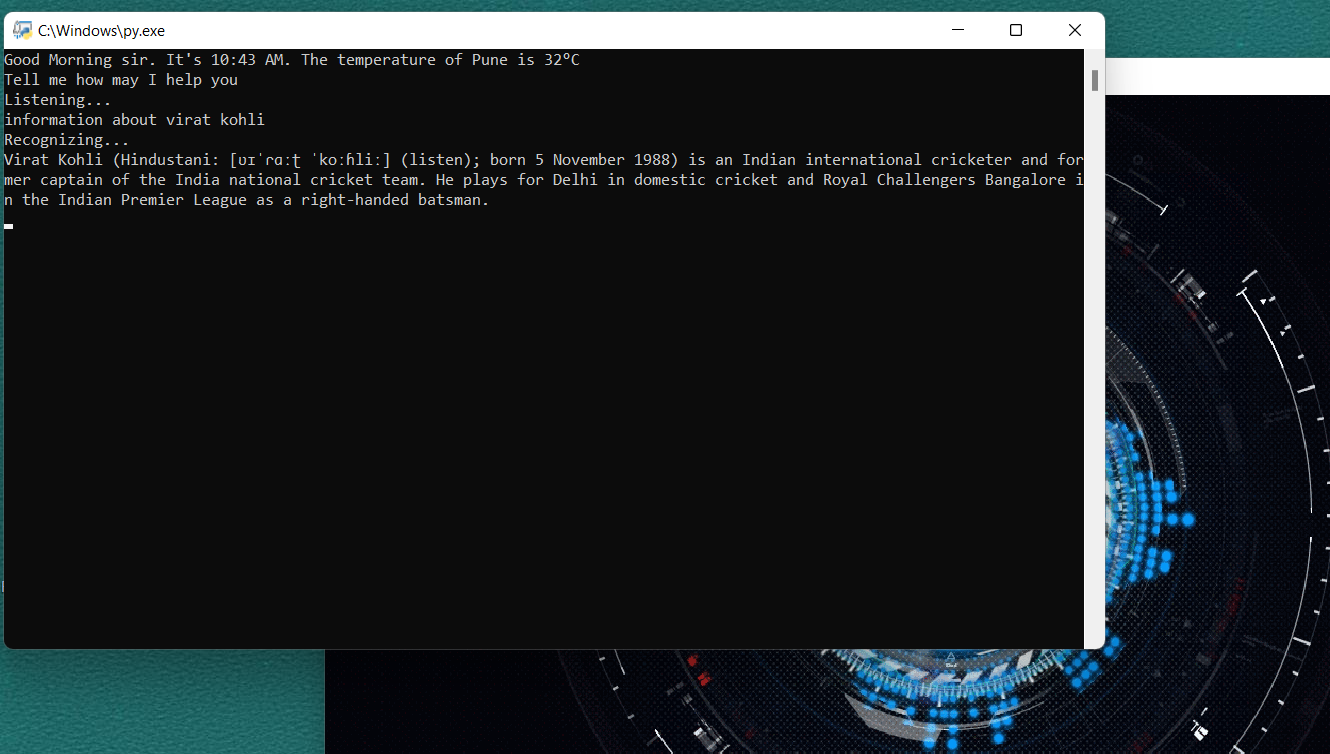 C:\Windows\py.exe
Good Morning sir. It's 10:43 AM. The temperature of Pune is 32°C
Tell me how may I help you
Listening...
information about virat kohli
Recognizing...
Virat Kohli (Hindustani: [ʋɪˈɾɑːʈ ˈkoːɦliː] (listen); born 5 November 1988) is an Indian international cricketer and for
mer captain of the India national cricket team. He plays for Delhi in domestic cricket and Royal Challengers Bangalore i
n the Indian Premier League as a right-handed batsman.